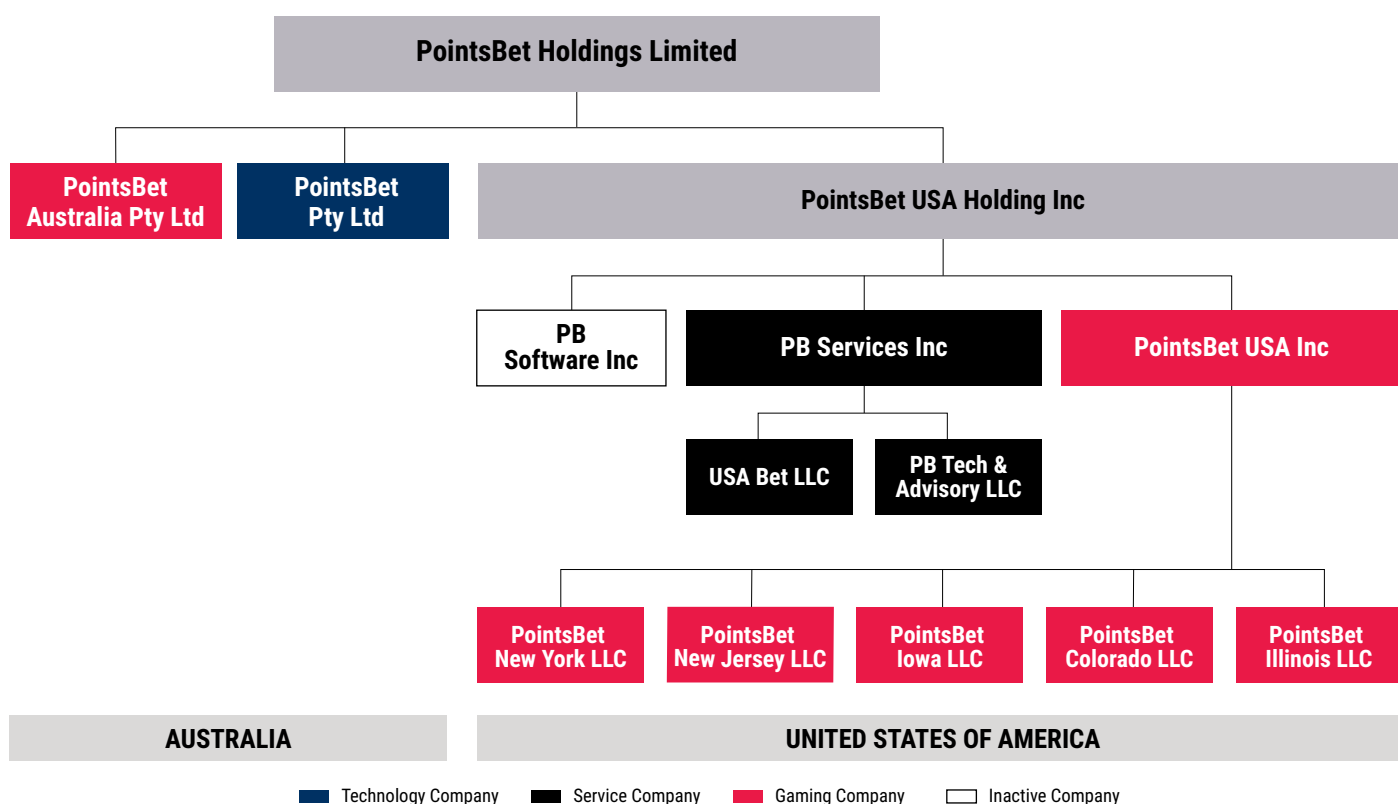 PointsBet Holdings Limited
PointsBet
Australia Pty Ltd
PointsBet
Pty Ltd
PointsBet USA Holding Inc
PB
Software Inc
PB Services Inc
PointsBet USA Inc
USA Bet LLC
PB Tech &
Advisory LLC
PointsBet
New York LLC
PointsBet
New Jersey LLC
PointsBet
Iowa LLC
PointsBet
Colorado LLC
PointsBet
Illinois LLC
AUSTRALIA
UNITED STATES OF AMERICA
Technology Company
Service Company
Gaming Company
Inactive Company